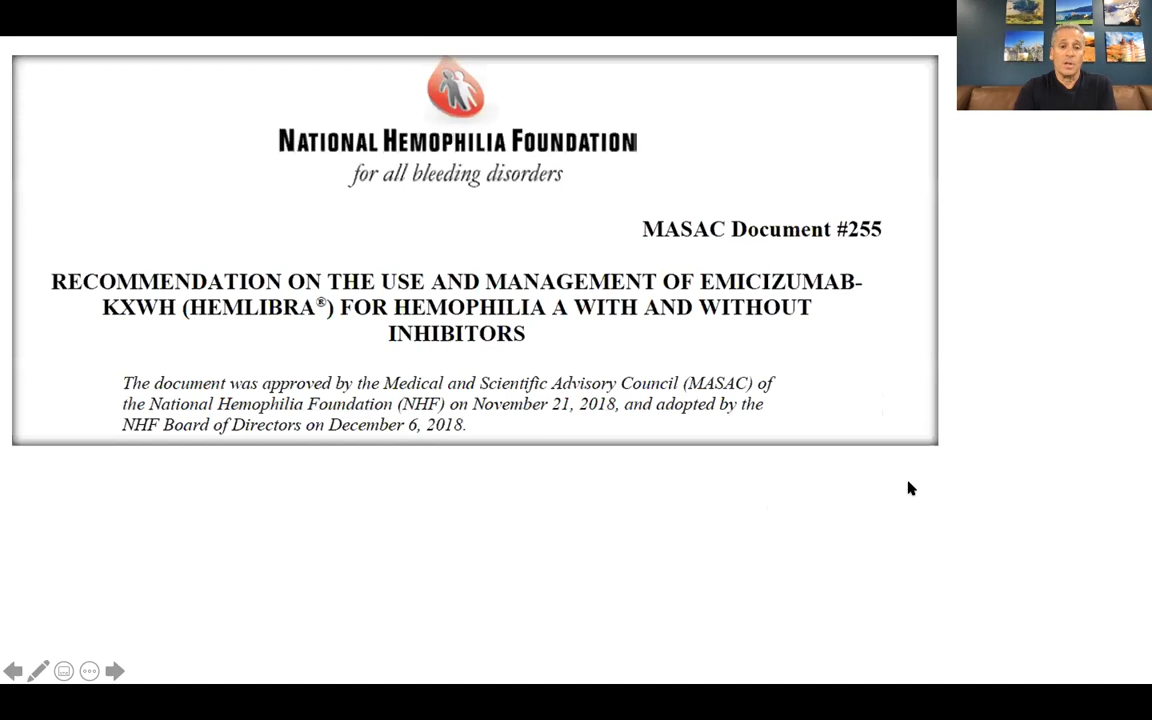 NATIONAL HEMOPHILIA FOUNDATION
for all bleeding disorders
MASAC Document #255
RECOMMENDATION ON THE USE AND MANAGEMENT OF EMICIZUMAB-
KXWH (HEMLIBRA®) FOR HEMOPHILIA A WITH AND WITHOUT
INHIBITORS
The document was approved by the Medical and Scientific Advisory Council (MASAC) of
the National Hemophilia Foundation (NHF) on November 21, 2018, and adopted by the
NHF Board of Directors on December 6, 2018.